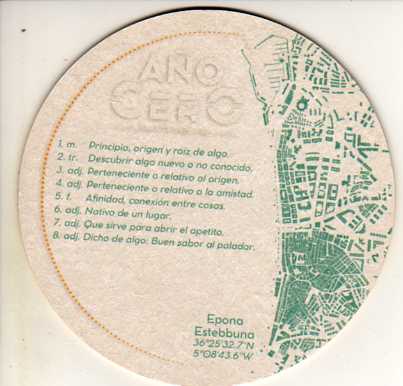 AÑO
CERO
1. m. Principio, origen y raíz de algo.
2. tr. Descubrir algo nuevo o no conocido.
3. adj. Perteneciente o relativo al origen.
4. adj. Perteneciente o relativo a la amistad.
5. f. Afinidad, conexión entre cosas.
6. adj. Nativo de un lugar.
7. adj. Que sirve para abrir el apetito.
8. adj. Dicho de algo: Buen sabor al paladar.
Epona
Estebbuna
36°25'32.7"N
5°08'43.6"W